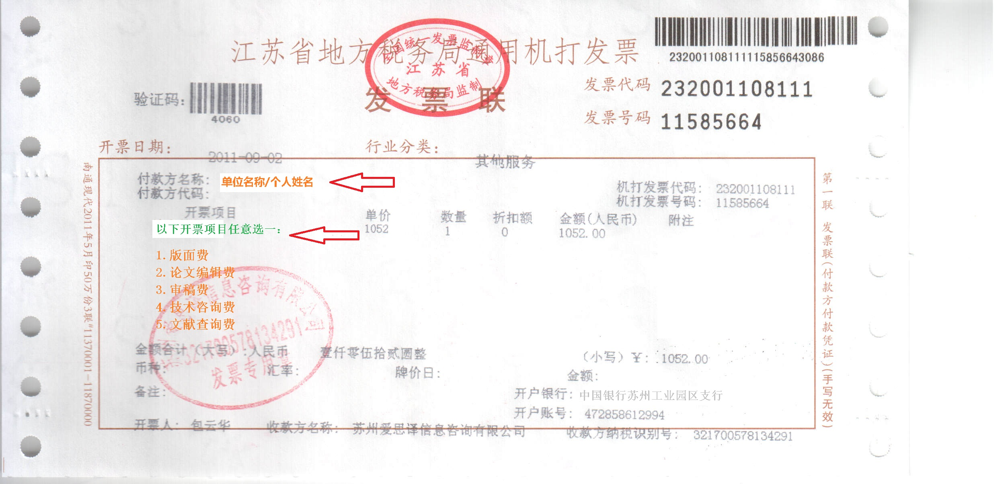 江苏省地方税务局通用机打发票
全国统一发票监制章
江苏省
地方税务局监制
发票联
232001108111115856643086
发票代码 232001108111
发票号码 11585664
验证码:
4060
开票日期: 2011-09-02
行业分类: 其他服务
付款方名称: 单位名称/个人姓名
付款方代码:
机打发票代码: 232001108111
机打发票号码: 11585664
开票项目 单价 数量 折扣额 金额(人民币) 附注
以下开票项目任意选一: 1052 1 0 1052.00
1.版面费
2.论文编辑费
3.审稿费
4.技术咨询费
5.文献查询费
信息咨询有限公司
321700578134291
发票专用章
金额合计（大写）:人民币 壹仟零伍拾贰圆整 （小写）¥: 1052.00
币种: 汇率: 牌价日: 金额:
备注: 开户银行: 中国银行苏州工业园区支行
开户账号: 472858612994
开票人: 包云华 收款方名称: 苏州爱思译信息咨询有限公司 收款方纳税识别号: 321700578134291
南通现代2011年5月印50万份3联#11370001-11870000
第一联 发票联(付款方付款凭证)(手写无效)